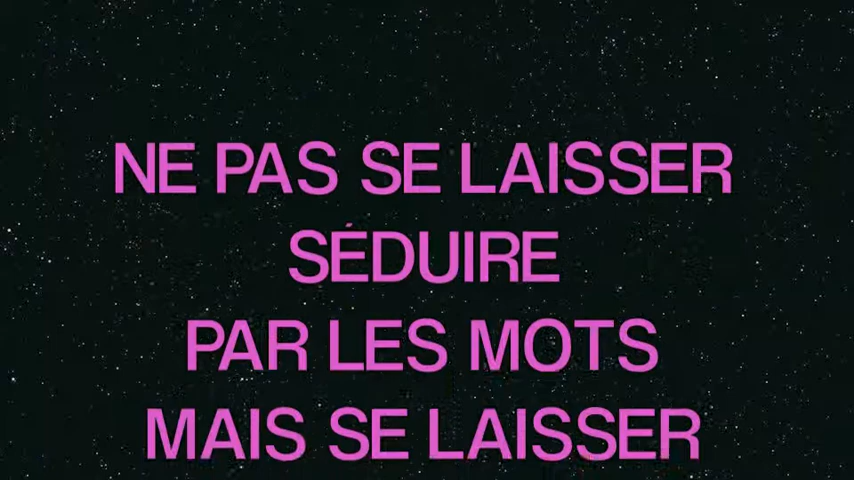 NE PAS SE LAISSER
SÉDUIRE
PAR LES MOTS
MAIS SE LAISSER